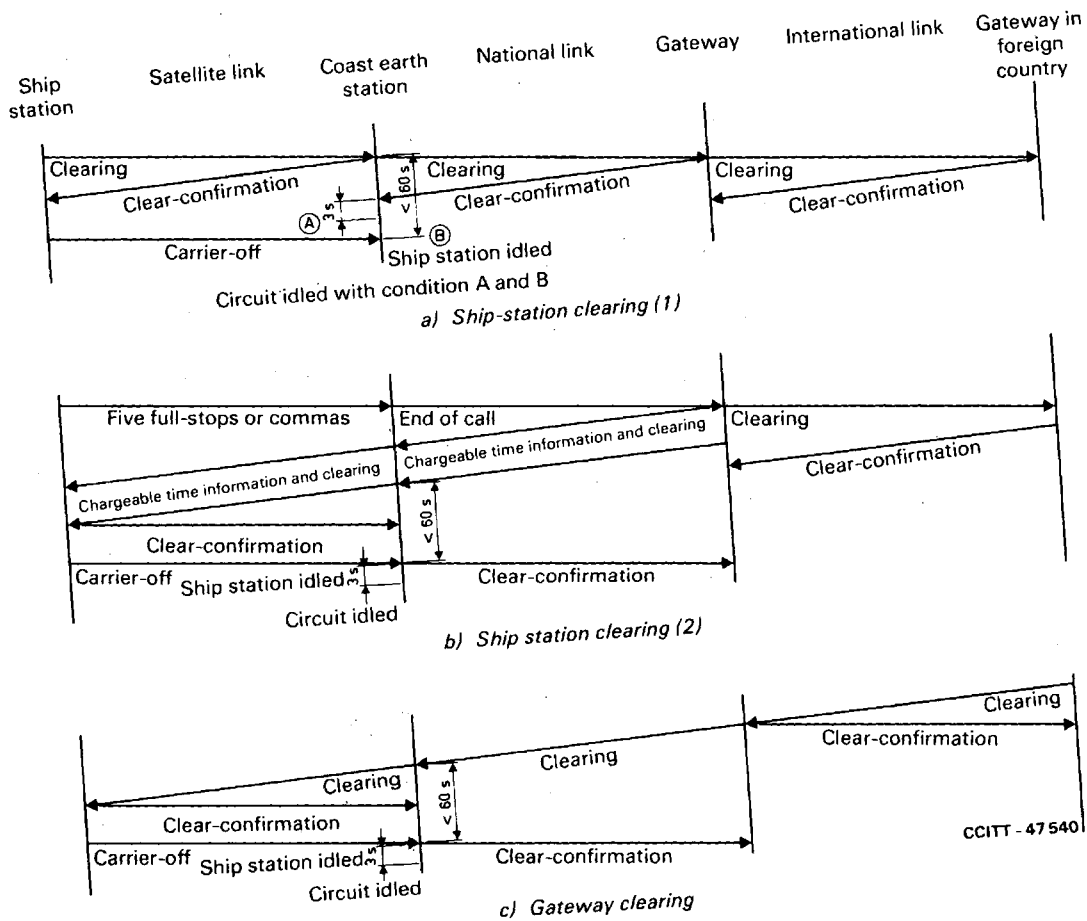 Ship station
Satellite link
Coast earth station
National link
Gateway
International link
Gateway in foreign country
Clearing
Clear-confirmation
Clearing
Clear-confirmation
Clearing
Clear-confirmation
< 60 s
3 s
A
B
Carrier-off
Ship station idled
Circuit idled with condition A and B
a) Ship-station clearing (1)
Five full-stops or commas
End of call
Clearing
Chargeable time information and clearing
Chargeable time information and clearing
Clear-confirmation
< 60 s
Clear-confirmation
Carrier-off
Ship station idled
3 s
Clear-confirmation
Circuit idled
b) Ship station clearing (2)
Clearing
Clearing
Clearing
Clear-confirmation
< 60 s
Clear-confirmation
Carrier-off
Ship station idled
3 s
Clear-confirmation
Circuit idled
CCITT - 47 540
c) Gateway clearing